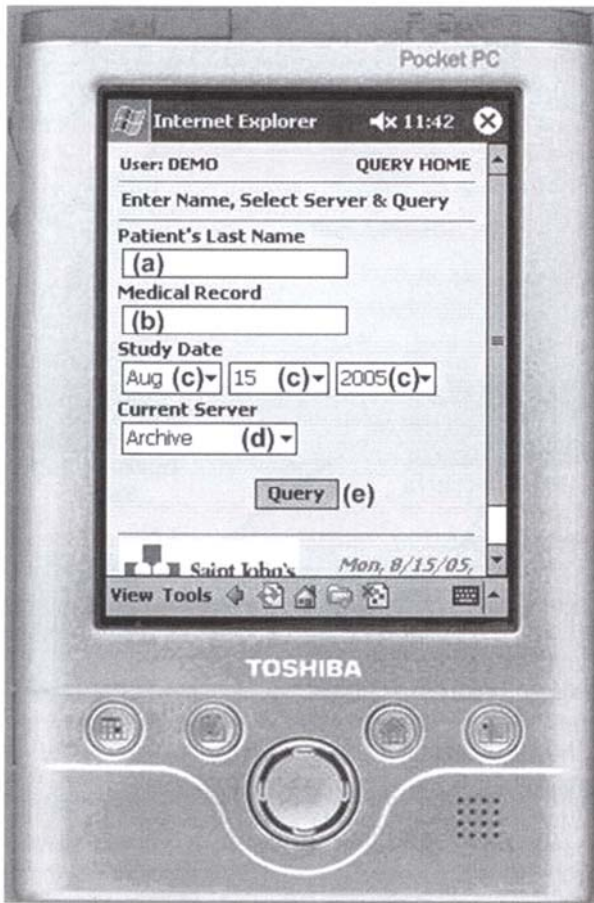 Pocket PC
Internet Explorer 11:42
User: DEMO QUERY HOME
Enter Name, Select Server & Query
Patient's Last Name
(a)
Medical Record
(b)
Study Date
Aug (c) 15 (c) 2005 (c)
Current Server
Archive (d)
Query (e)
Saint John's Mon, 8/15/05,
View Tools
TOSHIBA